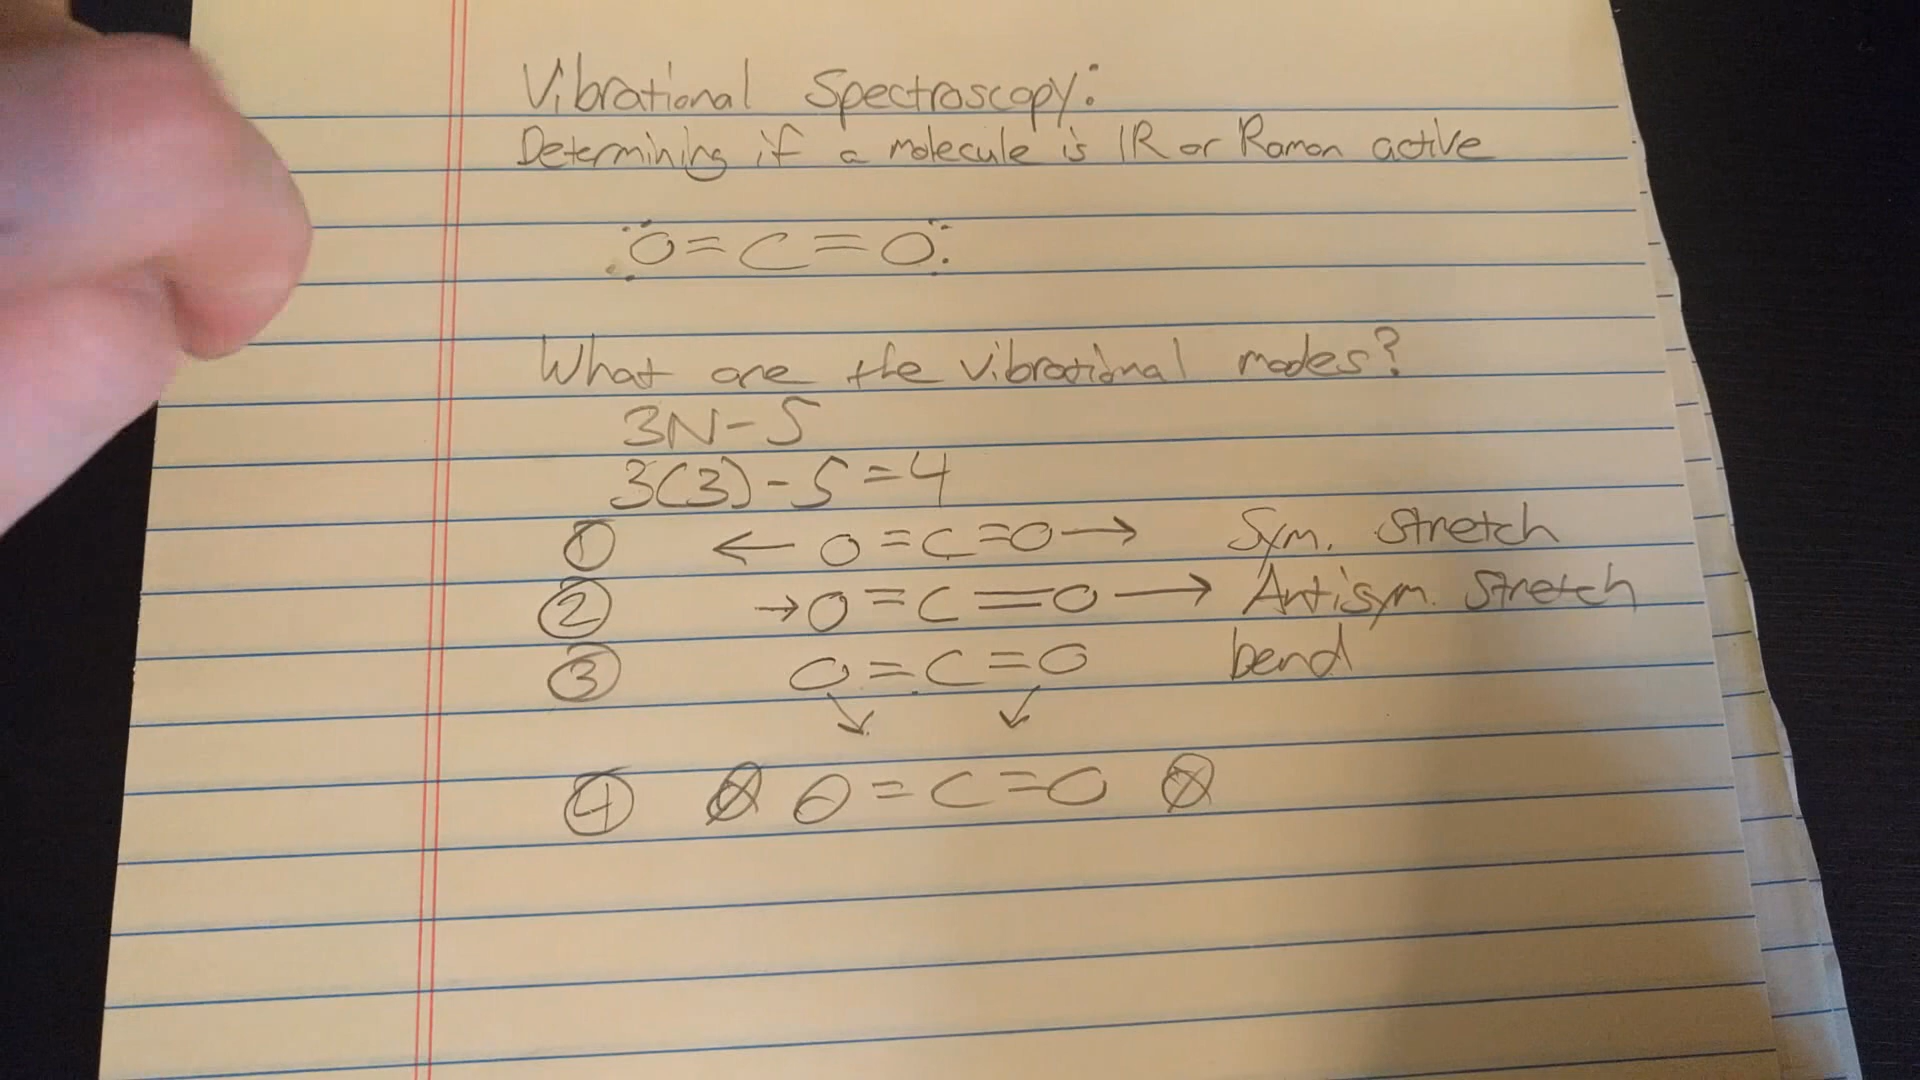 Vibrational Spectroscopy:
Determining if a molecule is IR or Raman active
:Ö=C=Ö:
What are the vibrational modes?
3N-5
3(3)-5=4
① ← O=C=O → Sym. Stretch
② →O=C=O → Antisym. Stretch
③ O=C=O bend
↘ ↙
④ ⊗ O=C=O ⊗